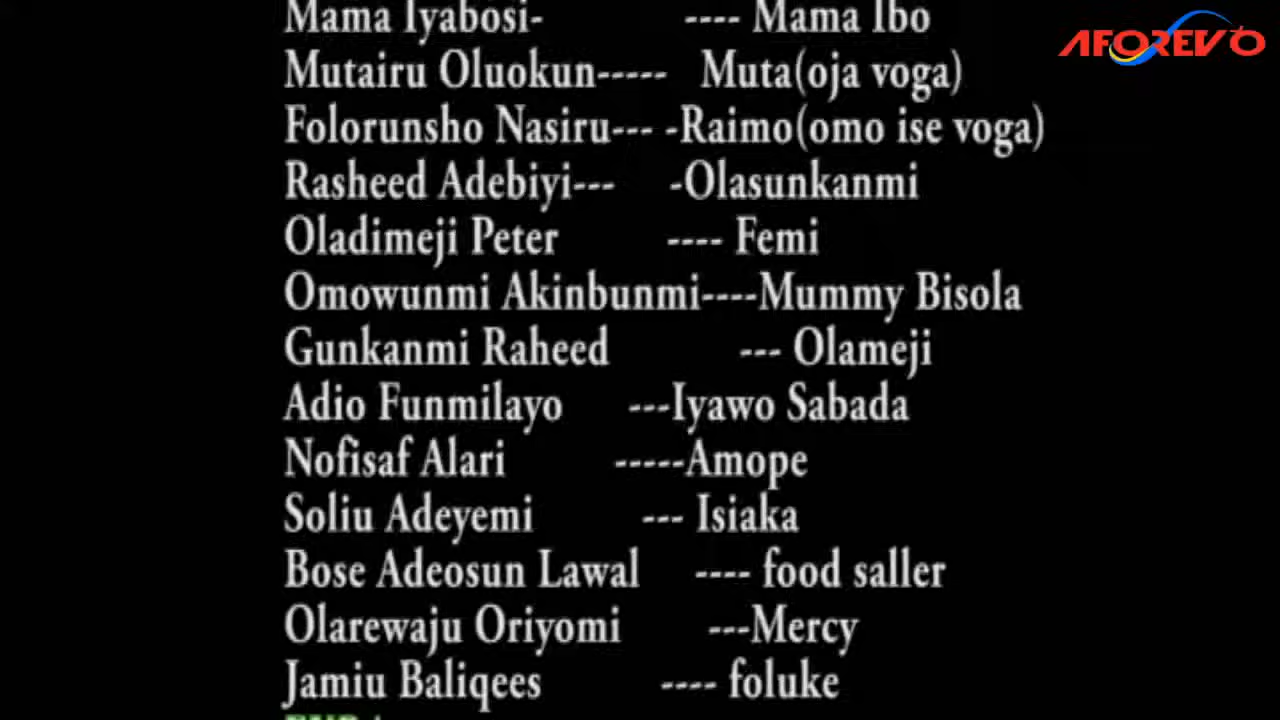 AFOREVO
Mama Iyabosi- ---- Mama Ibo
Mutairu Oluokun----- Muta(oja voga)
Folorunsho Nasiru--- -Raimo(omo ise voga)
Rasheed Adebiyi--- -Olasunkanmi
Oladimeji Peter ---- Femi
Omowunmi Akinbunmi----Mummy Bisola
Gunkanmi Raheed --- Olameji
Adio Funmilayo ---Iyawo Sabada
Nofisaf Alari -----Amope
Soliu Adeyemi --- Isiaka
Bose Adeosun Lawal ---- food saller
Olarewaju Oriyomi ---Mercy
Jamiu Baliqees ---- foluke